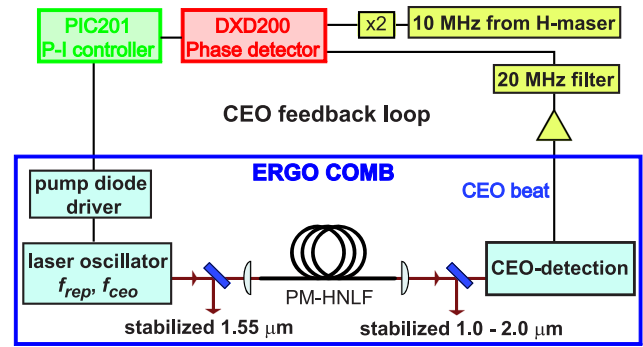 PIC201
P-I controller
DXD200
Phase detector
x2
10 MHz from H-maser
20 MHz filter
CEO feedback loop
ERGO COMB
CEO beat
pump diode
driver
laser oscillator
f_rep, f_ceo
PM-HNLF
CEO-detection
stabilized 1.55 μm
stabilized 1.0 - 2.0 μm